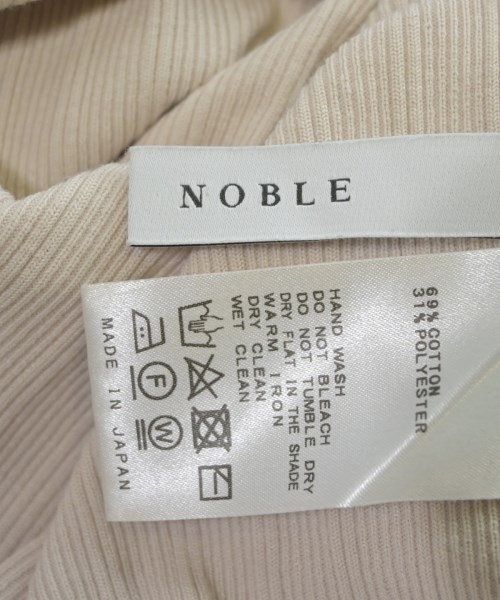 NOBLE
69% COTTON
31% POLYESTER
HAND WASH
DO NOT BLEACH
DO NOT TUMBLE DRY
DRY FLAT IN THE SHADE
WARM IRON
DRY CLEAN
WET CLEAN
F
W
MADE IN JAPAN